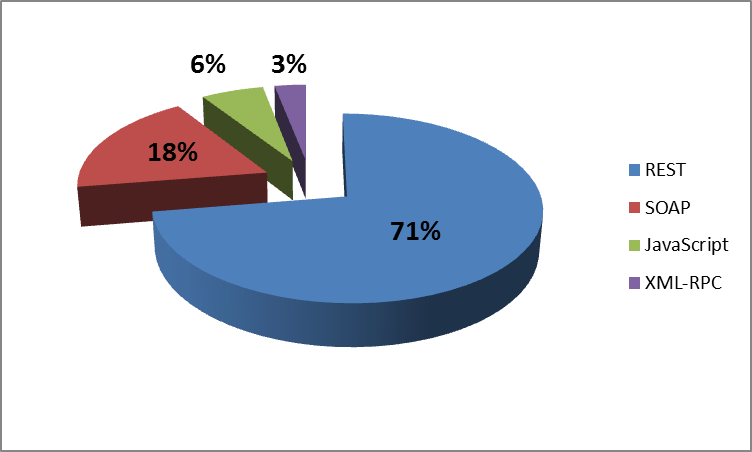 6%
3%
18%
71%
REST
SOAP
JavaScript
XML-RPC